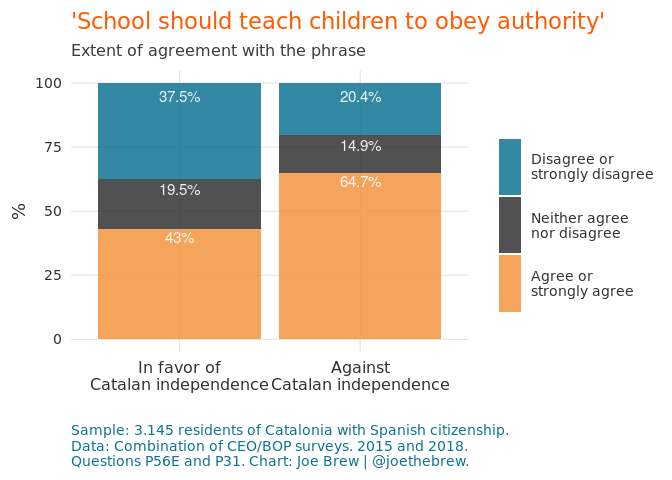 'School should teach children to obey authority'
Extent of agreement with the phrase
100
75
50
25
0
%
37.5%
19.5%
43%
20.4%
14.9%
64.7%
In favor of
Catalan independence
Against
Catalan independence
Disagree or
strongly disagree
Neither agree
nor disagree
Agree or
strongly agree
Sample: 3.145 residents of Catalonia with Spanish citizenship.
Data: Combination of CEO/BOP surveys. 2015 and 2018.
Questions P56E and P31. Chart: Joe Brew | @joethebrew.